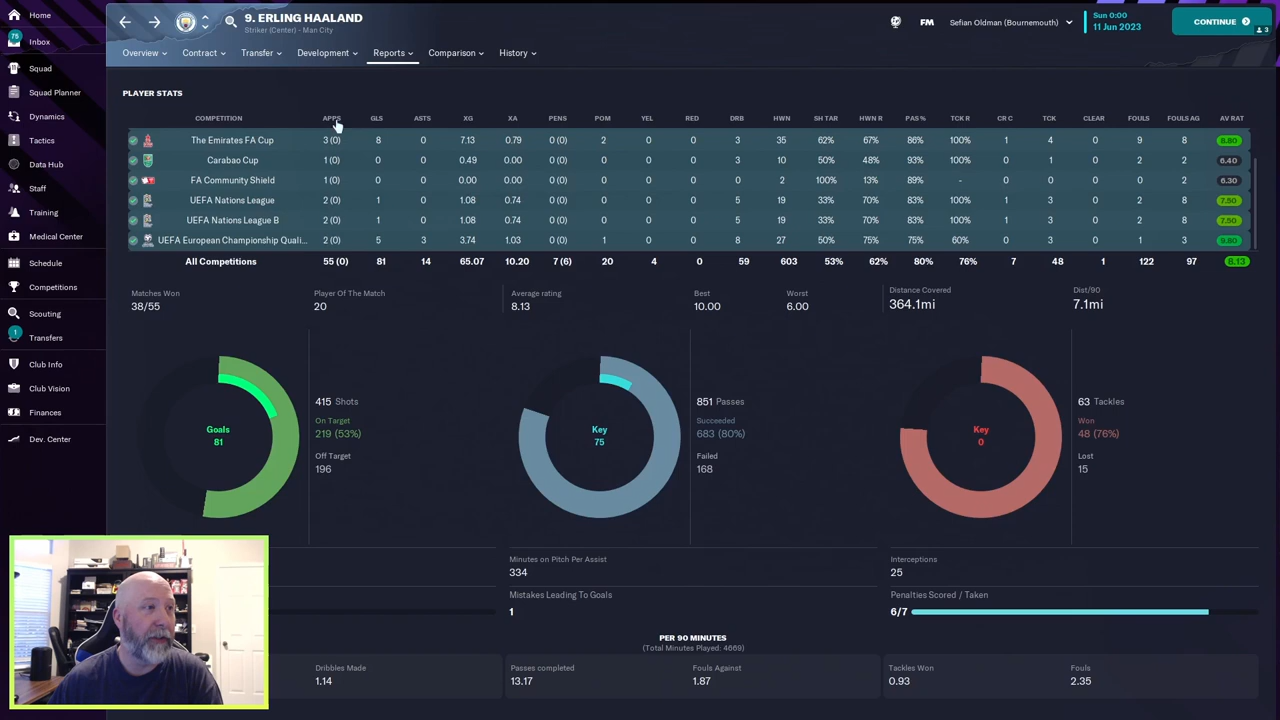 Home
75
Inbox
Squad
Squad Planner
Dynamics
Tactics
Data Hub
Staff
Training
Medical Center
Schedule
Competitions
Scouting
1
Transfers
Club Info
Club Vision
Finances
Dev. Center
9. ERLING HAALAND
Striker (Center) - Man City
FM
Sefian Oldman (Bournemouth)
Sun 0:00
11 Jun 2023
CONTINUE
3
Overview Contract Transfer Development Reports Comparison History
PLAYER STATS
COMPETITION APPS GLS ASTS XG XA PENS POM YEL RED DRB HWN SH TAR HWN R PAS % TCK R CR C TCK CLEAR FOULS FOULS AG AV RAT
The Emirates FA Cup 3 (0) 8 0 7.13 0.79 0 (0) 2 0 0 3 35 62% 67% 86% 100% 1 4 0 9 8 8.80
Carabao Cup 1 (0) 0 0 0.49 0.00 0 (0) 0 0 0 3 10 50% 48% 93% 100% 0 1 0 2 2 6.40
FA Community Shield 1 (0) 0 0 0.00 0.00 0 (0) 0 0 0 0 2 100% 13% 89% - 0 0 0 0 2 6.30
UEFA Nations League 2 (0) 1 0 1.08 0.74 0 (0) 0 0 0 5 19 33% 70% 83% 100% 1 3 0 2 8 7.50
UEFA Nations League B 2 (0) 1 0 1.08 0.74 0 (0) 0 0 0 5 19 33% 70% 83% 100% 1 3 0 2 8 7.50
UEFA European Championship Quali... 2 (0) 5 3 3.74 1.03 0 (0) 1 0 0 8 27 50% 75% 75% 60% 0 3 0 1 3 9.80
All Competitions 55 (0) 81 14 65.07 10.20 7 (6) 20 4 0 59 603 53% 62% 80% 76% 7 48 1 122 97 8.13
Matches Won Player Of The Match Average rating Best Worst Distance Covered Dist/90
38/55 20 8.13 10.00 6.00 364.1mi 7.1mi
Goals
81
415 Shots
On Target
219 (53%)
Off Target
196
Key
75
851 Passes
Succeeded
683 (80%)
Failed
168
Key
0
63 Tackles
Won
48 (76%)
Lost
15
Minutes on Pitch Per Assist
334
Mistakes Leading To Goals
1
Interceptions
25
Penalties Scored / Taken
6/7
PER 90 MINUTES
(Total Minutes Played: 4669)
Dribbles Made
1.14
Passes completed
13.17
Fouls Against
1.87
Tackles Won
0.93
Fouls
2.35